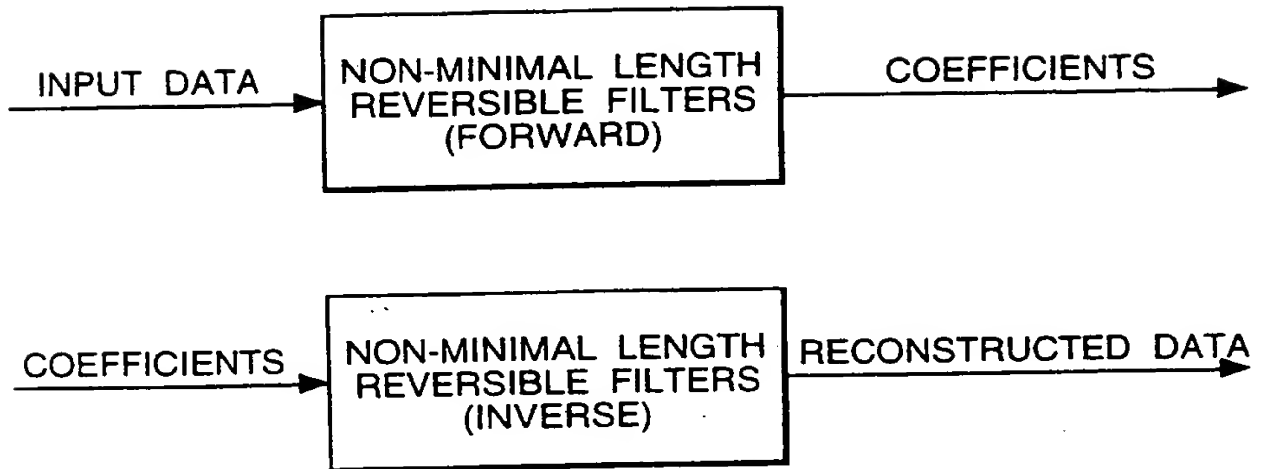 INPUT DATA
NON-MINIMAL LENGTH
REVERSIBLE FILTERS
(FORWARD)
COEFFICIENTS
COEFFICIENTS
NON-MINIMAL LENGTH
REVERSIBLE FILTERS
(INVERSE)
RECONSTRUCTED DATA